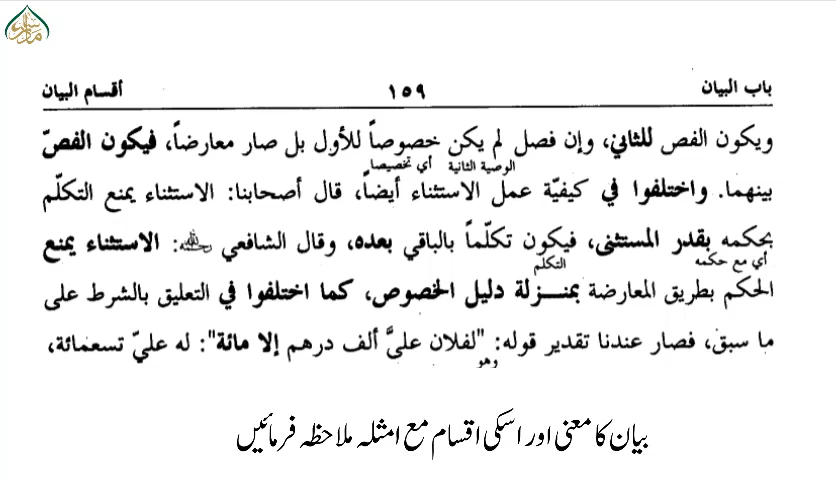 باب البيان ١٥٩ أقسام البيان
ويكون الفص للثاني، وإن فصل لم يكن خصوصاً للأول بل صار معارضاً، فيكون الفصّ
الوصية الثانية أي تخصيصا
بينهما. واختلفوا في كيفيّة عمل الاستثناء أيضاً، قال أصحابنا: الاستثناء يمنع التكلّم
بحكمه بقدر المستثنى، فيكون تكلّماً بالباقي بعده، وقال الشافعي رحمه الله: الاستثناء يمنع
أي مع حكمه التكلم
الحكم بطريق المعارضة بمنزلة دليل الخصوص، كما اختلفوا في التعليق بالشرط على
ما سبق، فصار عندنا تقدير قوله: "لفلان عليَّ ألف درهم إلا مائة": له عليّ تسعمائة،
وهو
بیان کا معنی اور اسکی اقسام مع امثلہ ملاحظہ فرمائیں